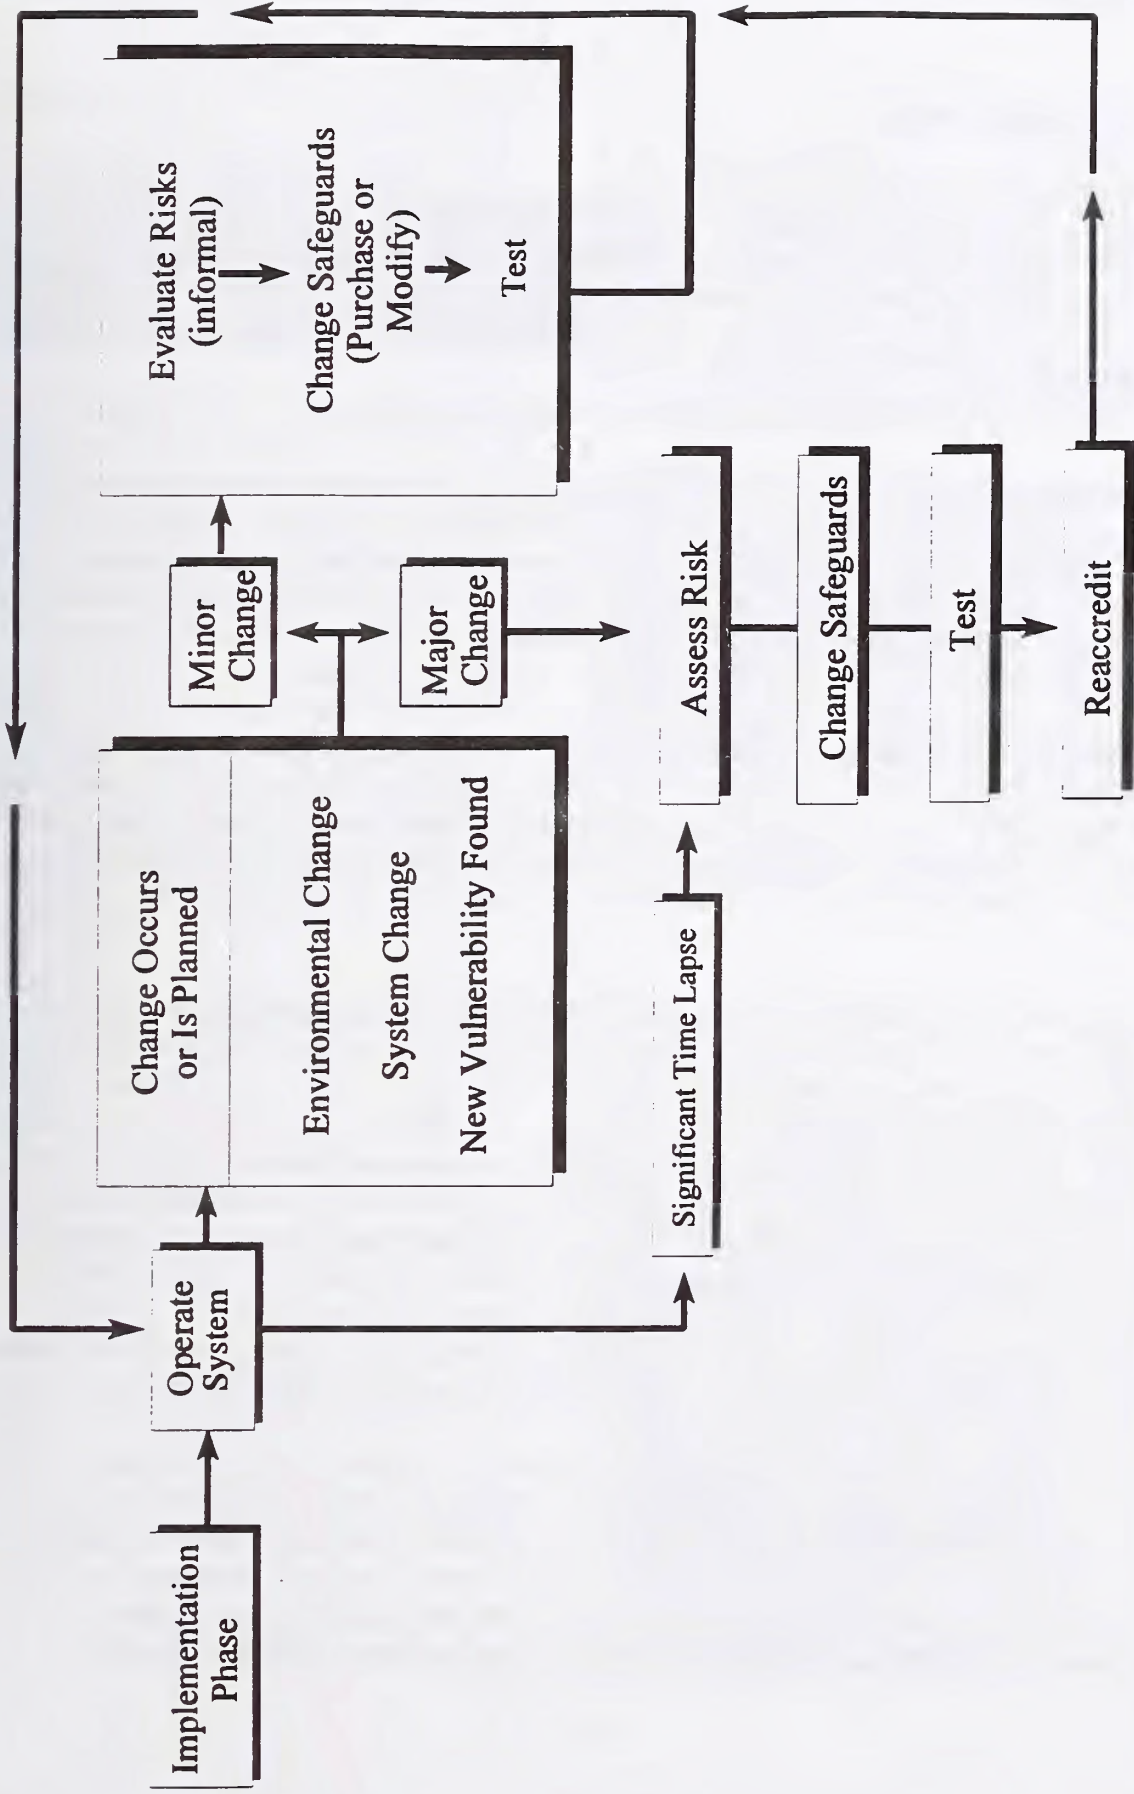 Implementation
Phase
Operate
System
Change Occurs
or Is Planned
Environmental Change
System Change
New Vulnerability Found
Minor
Change
Major
Change
Evaluate Risks
(informal)
Change Safeguards
(Purchase or
Modify)
Test
Significant Time Lapse
Assess Risk
Change Safeguards
Test
Reaccredit